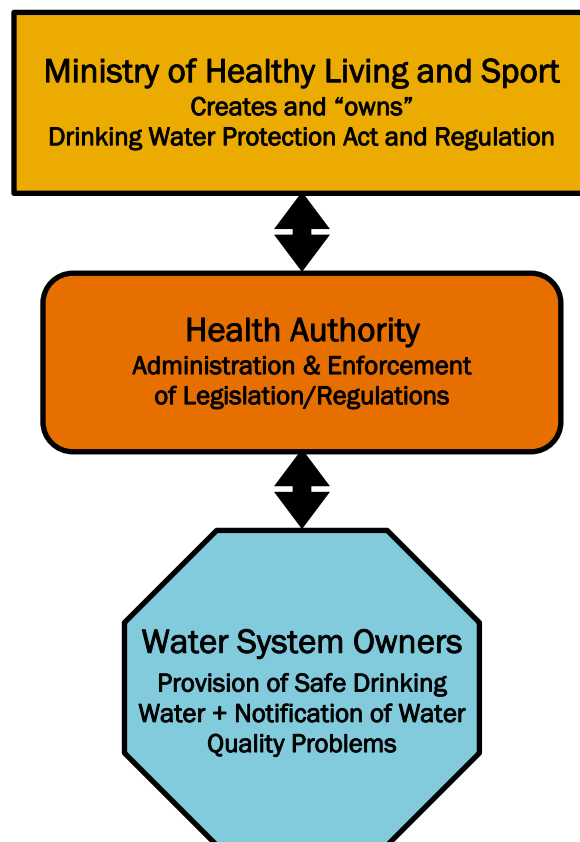 Ministry of Healthy Living and Sport
Creates and “owns”
Drinking Water Protection Act and Regulation
Health Authority
Administration & Enforcement
of Legislation/Regulations
Water System Owners
Provision of Safe Drinking
Water + Notification of Water
Quality Problems